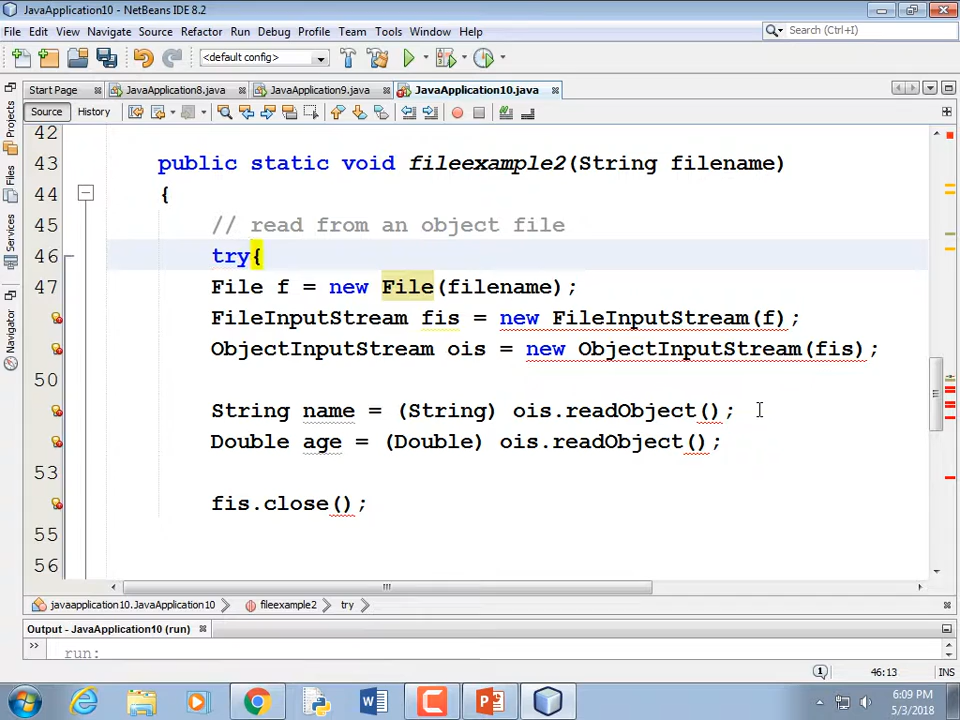 JavaApplication10 - NetBeans IDE 8.2
File Edit View Navigate Source Refactor Run Debug Profile Team Tools Window Help
Search (Ctrl+I)
<default config>
Start Page JavaApplication8.java JavaApplication9.java JavaApplication10.java
Source History
Projects
Files
Services
Navigator
42
43 public static void fileexample2(String filename)
44 {
45 // read from an object file
46 try{
47 File f = new File(filename);
FileInputStream fis = new FileInputStream(f);
ObjectInputStream ois = new ObjectInputStream(fis);
50
String name = (String) ois.readObject();
Double age = (Double) ois.readObject();
53
fis.close();
55
56
javaapplication10.JavaApplication10 fileexample2 try
Output - JavaApplication10 (run)
>> run:
1 46:13 INS
6:09 PM
5/3/2018